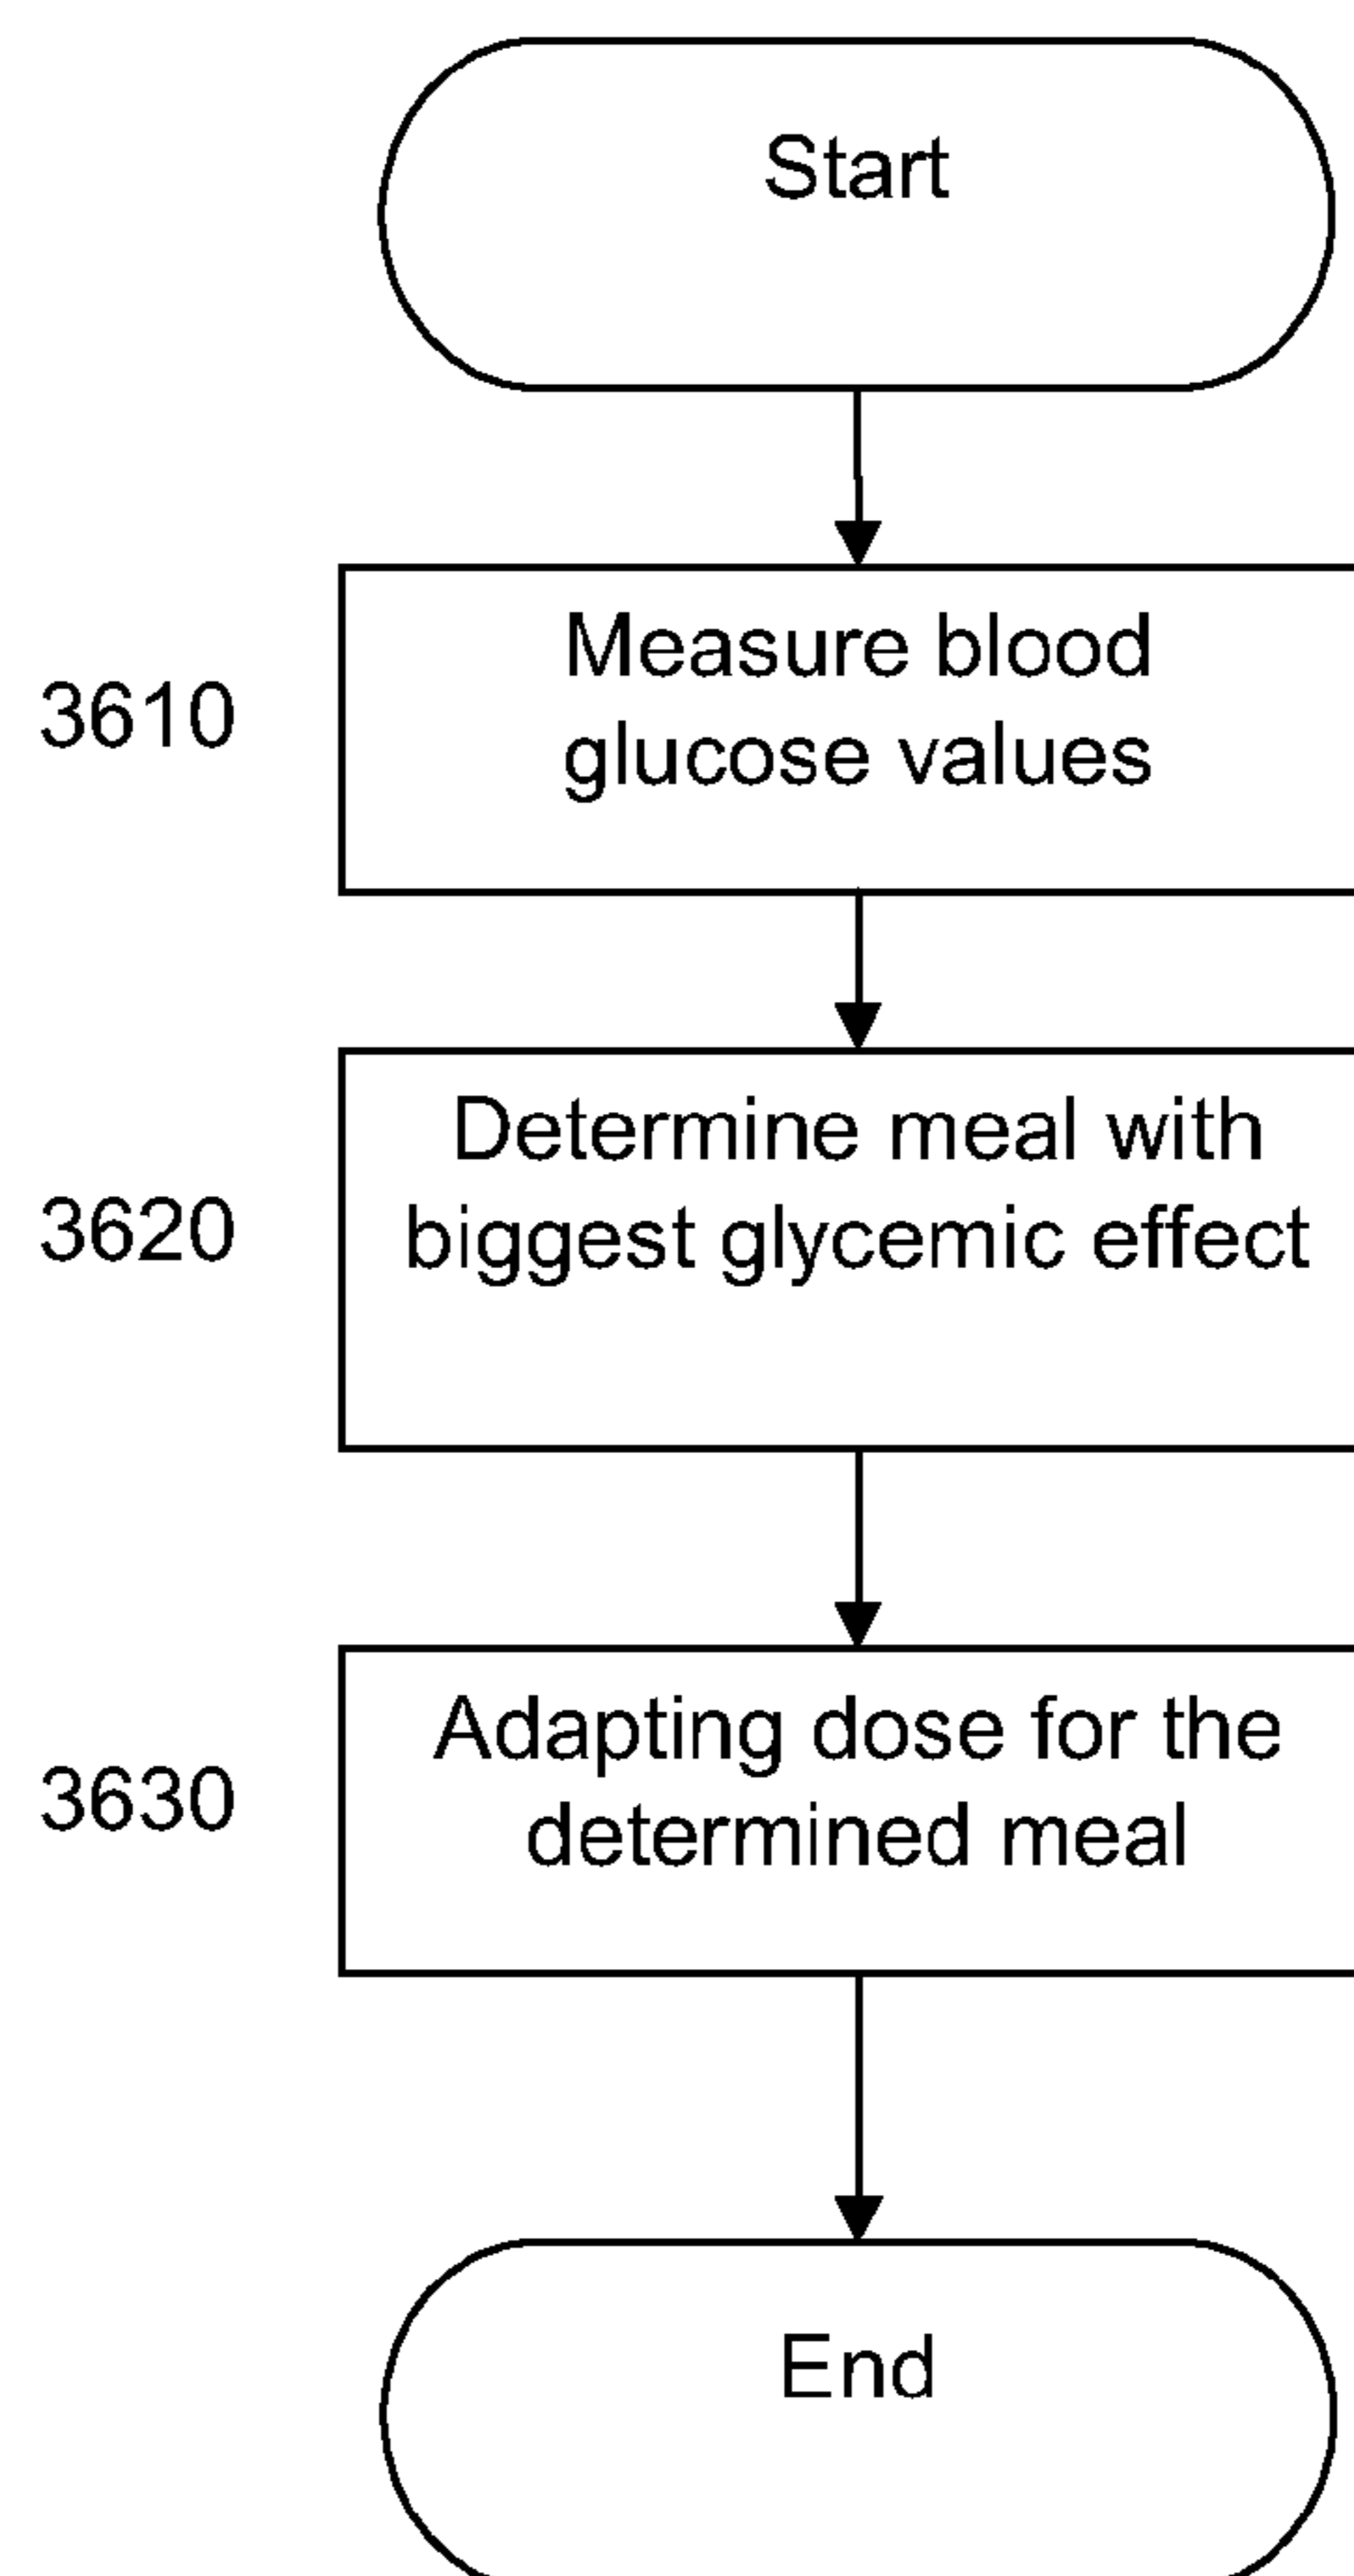 Start
3610
Measure blood
glucose values
3620
Determine meal with
biggest glycemic effect
3630
Adapting dose for the
determined meal
End